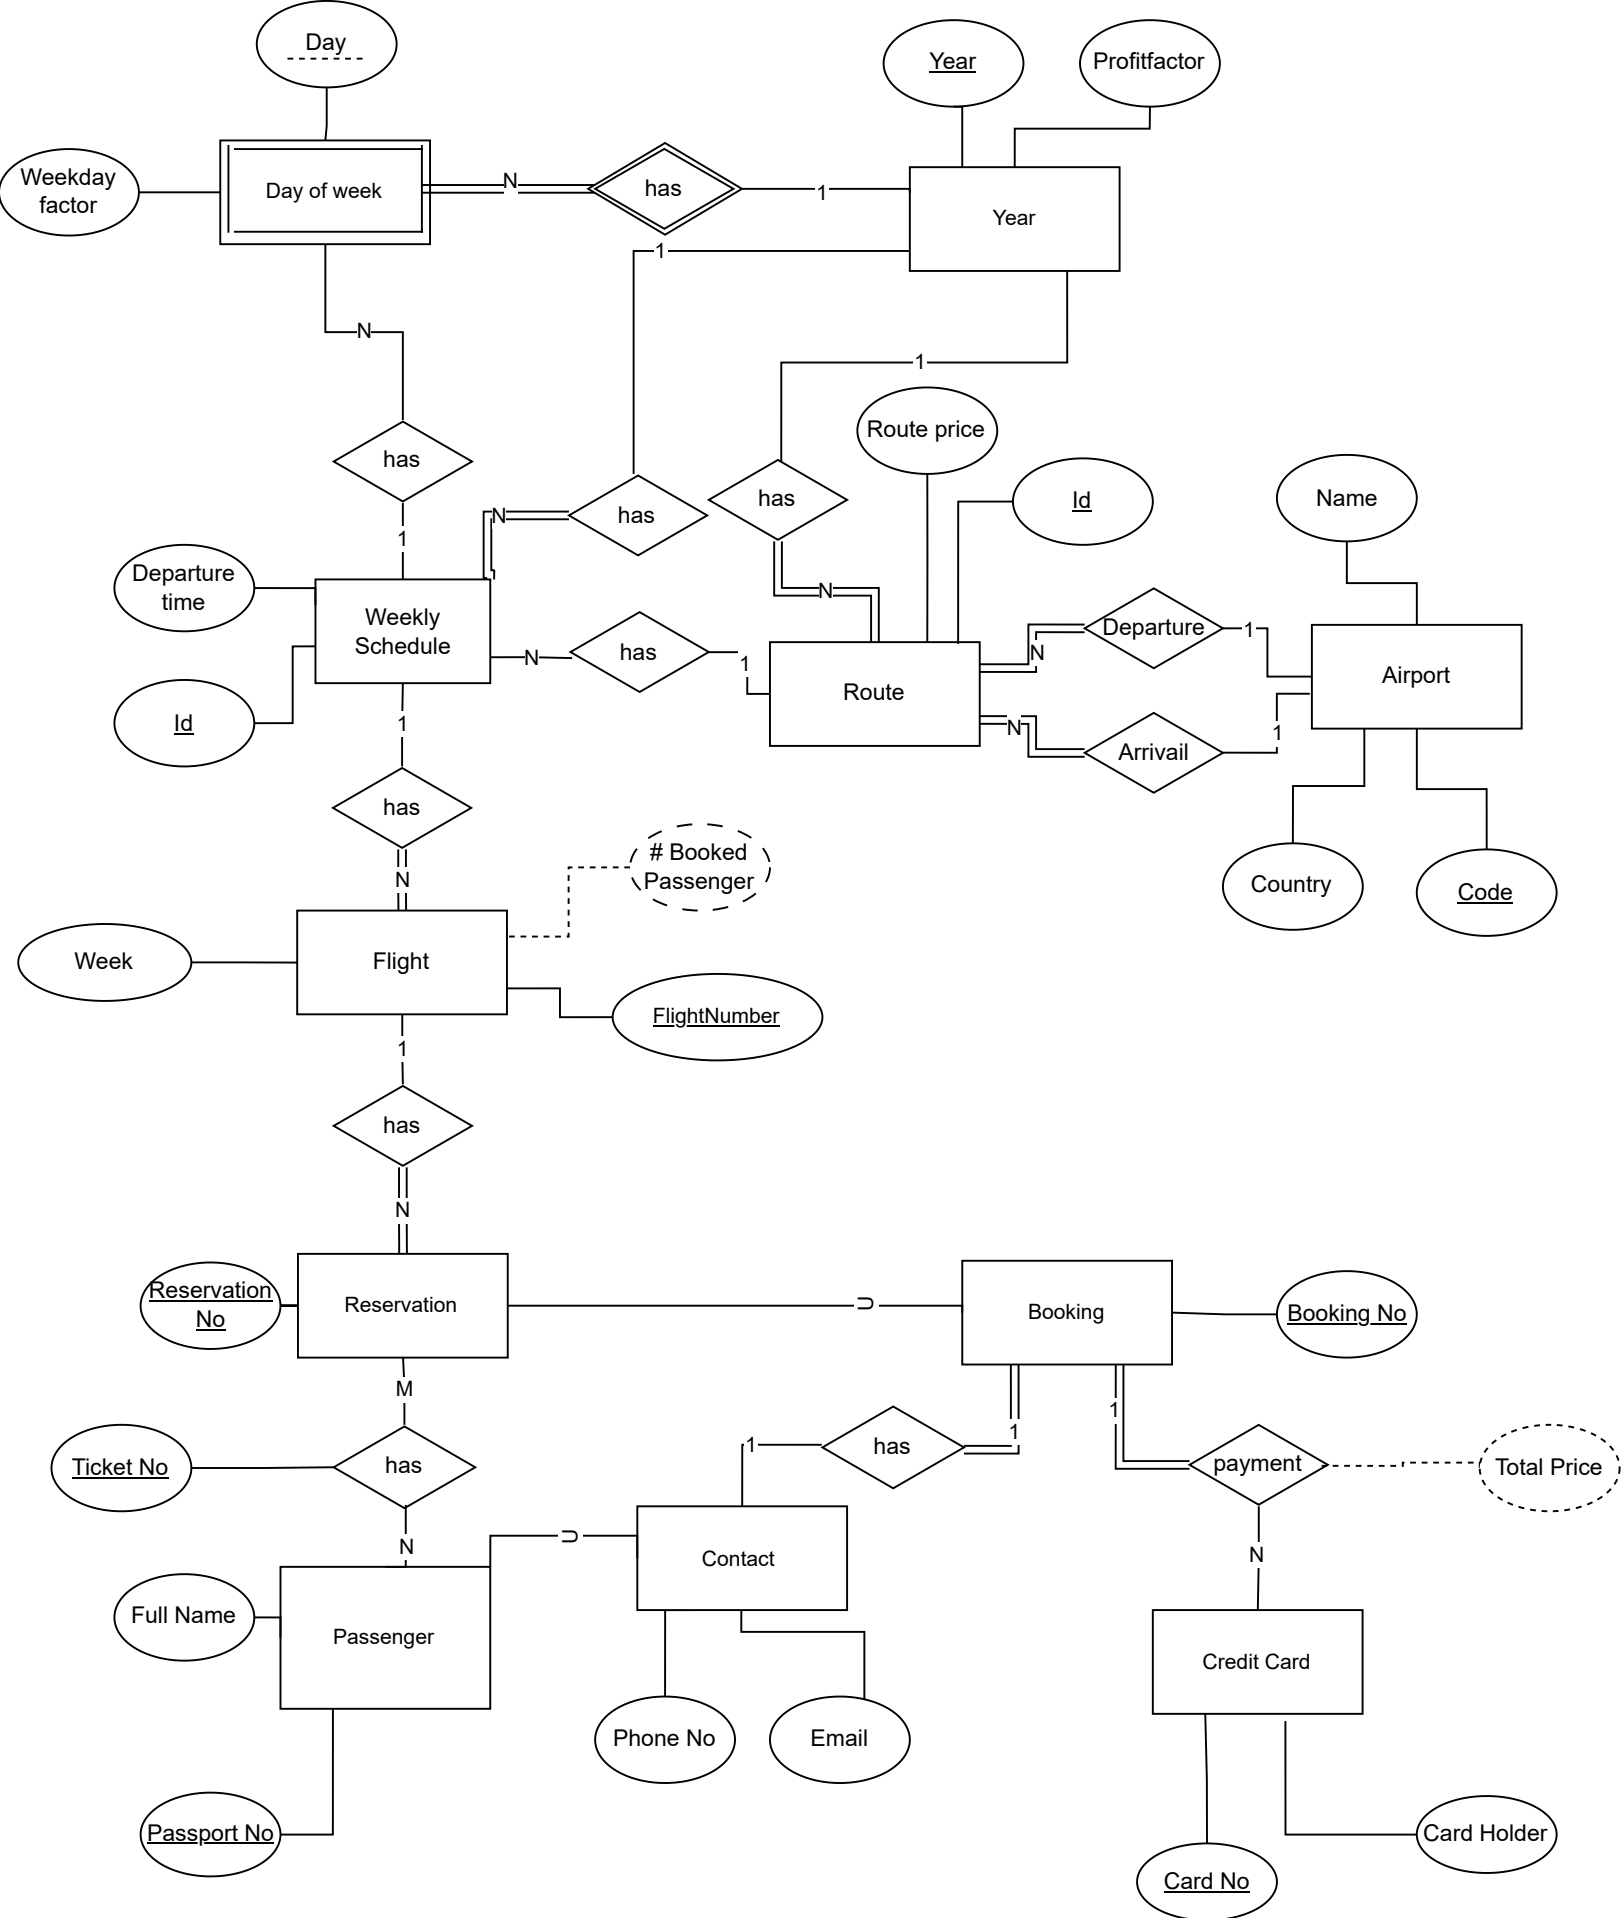 Day
Year
Profitfactor
Weekday
factor
Day of week
N
has
1
Year
1
N
1
Route price
has
has
Id
Name
N
has
1
Departure
time
N
Weekly
Schedule
N
has
1
Departure
1
N
Route
Airport
Id
1
N
Arrivail
1
has
# Booked
Passenger
N
Country
Code
Week
Flight
FlightNumber
1
has
N
Reservation
No
Reservation
⊃
Booking
Booking No
M
1
1
1
has
Ticket No
has
payment
Total Price
N
⊃
Contact
N
Full Name
Passenger
Credit Card
Phone No
Email
Passport No
Card Holder
Card No